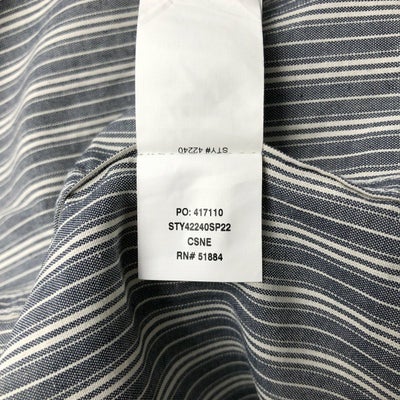 STY# 42240
PO: 417110
STY42240SP22
CSNE
RN# 51884